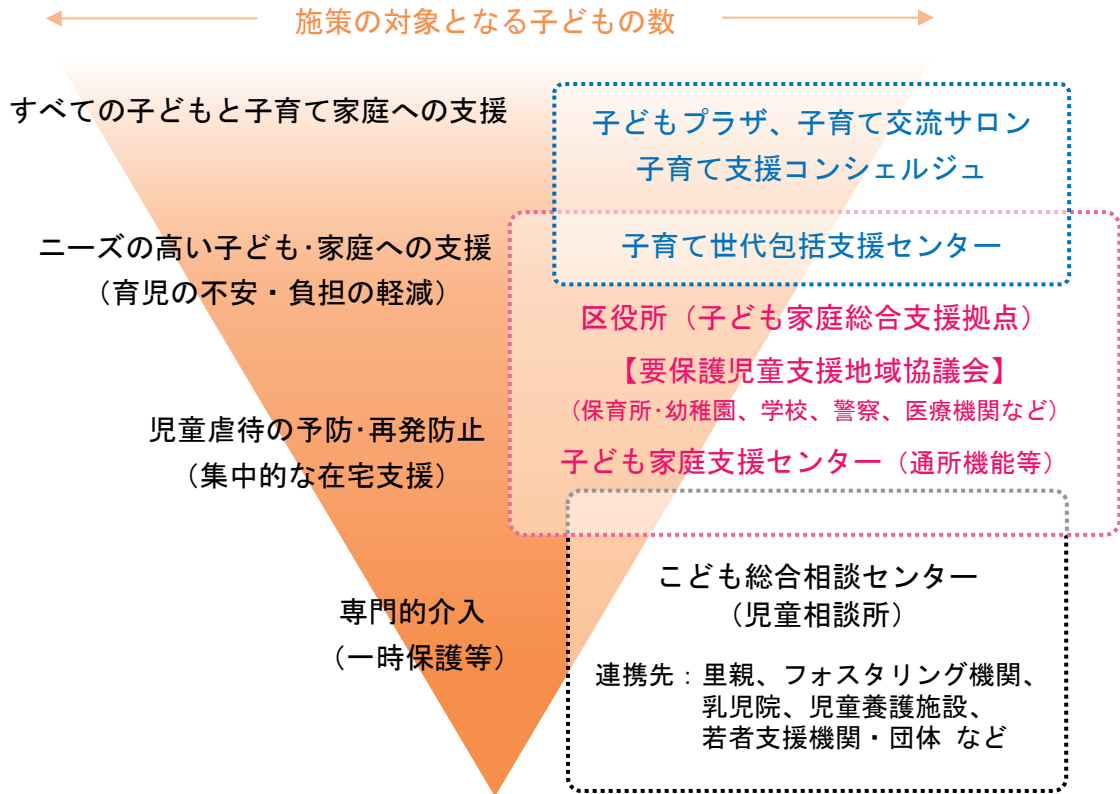 施策の対象となる子どもの数
すべての子どもと子育て家庭への支援
子どもプラザ、子育て交流サロン
子育て支援コンシェルジュ
ニーズの高い子ども･家庭への支援
（育児の不安・負担の軽減）
子育て世代包括支援センター
区役所（子ども家庭総合支援拠点）
【要保護児童支援地域協議会】
（保育所･幼稚園、学校、警察、医療機関など）
児童虐待の予防･再発防止
（集中的な在宅支援）
子ども家庭支援センター（通所機能等）
専門的介入
（一時保護等）
こども総合相談センター
（児童相談所）
連携先：里親、フォスタリング機関、
乳児院、児童養護施設、
若者支援機関・団体 など